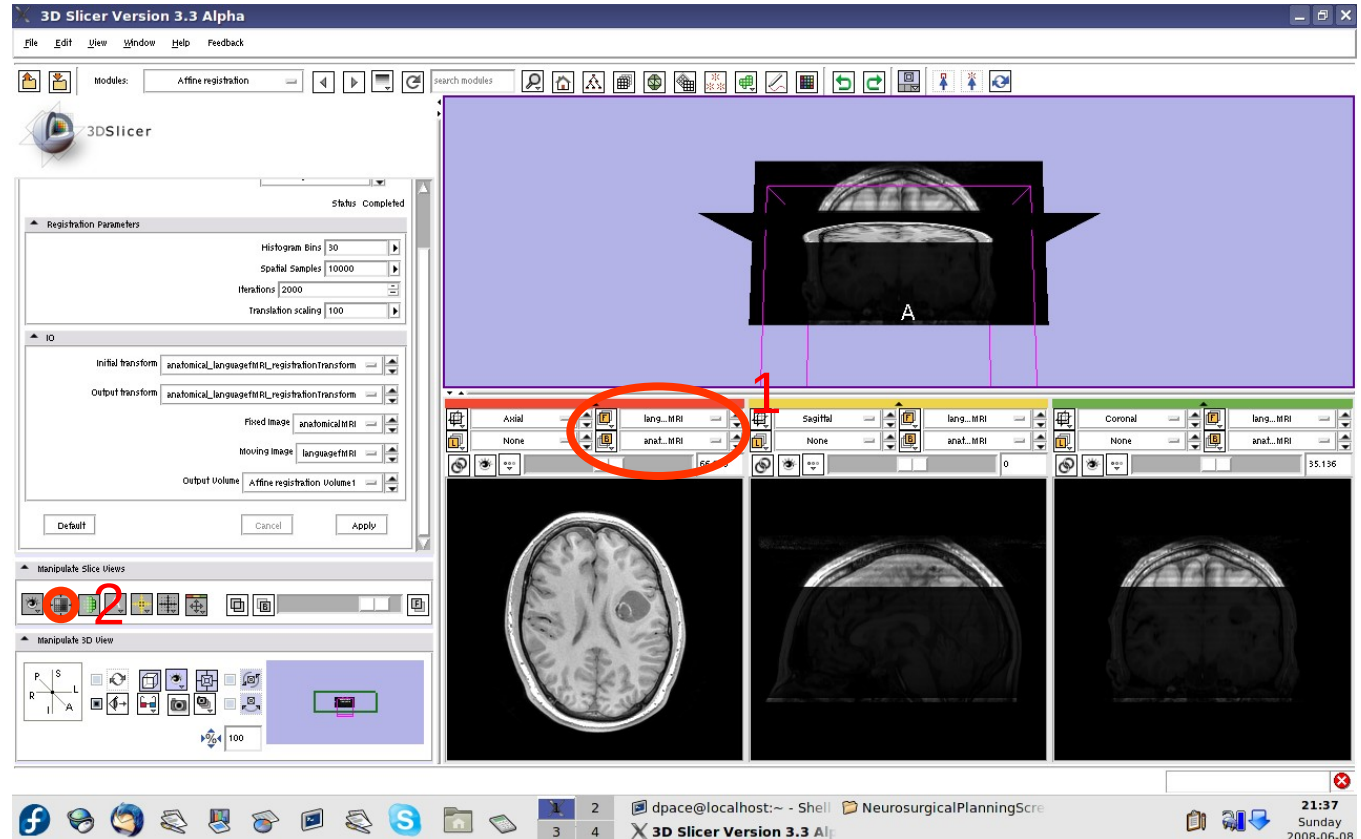 3D Slicer Version 3.3 Alpha
File Edit View Window Help Feedback
Modules: Affine registration search modules
3DSlicer
Status Completed
Registration Parameters
Histogram Bins 30
Spatial Samples 10000
Iterations 2000
Translation scaling 100
IO
Initial transform anatomical_languagefMRI_registrationTransform
Output transform anatomical_languagefMRI_registrationTransform
Fixed Image anatomicalMRI
Moving Image languagefMRI
Output Volume Affine registration Volume1
Default Cancel Apply
Manipulate Slice Views
2
Manipulate 3D View
P S
R L
I A
100
A
1
Axial F lang...MRI
L None B anat...MRI
Sagittal F lang...MRI
L None B anat...MRI
0
Coronal F lang...MRI
L None B anat...MRI
35.136
1 2 dpace@localhost:~ - Shell NeurosurgicalPlanningScre
3 4 3D Slicer Version 3.3 Alp
21:37
Sunday
2008-06-08